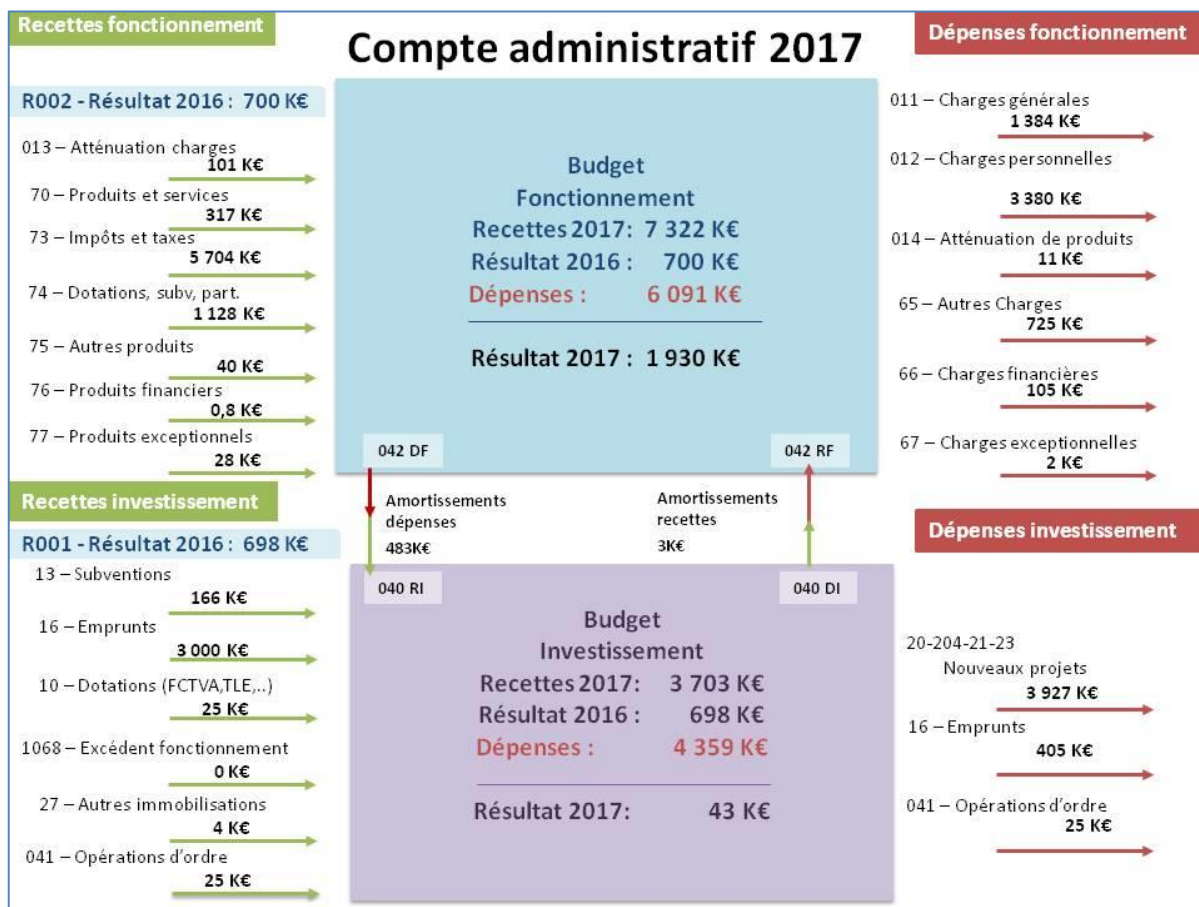 Compte administratif 2017
Recettes fonctionnement
R002 - Résultat 2016 : 700 K€
013 – Atténuation charges
101 K€
70 – Produits et services
317 K€
73 – Impôts et taxes
5 704 K€
74 – Dotations, subv, part.
1 128 K€
75 – Autres produits
40 K€
76 – Produits financiers
0,8 K€
77 – Produits exceptionnels
28 K€
Budget
Fonctionnement
Recettes 2017: 7 322 K€
Résultat 2016 : 700 K€
Dépenses : 6 091 K€
Résultat 2017 : 1 930 K€
042 DF
042 RF
Dépenses fonctionnement
011 – Charges générales
1 384 K€
012 – Charges personnelles
3 380 K€
014 – Atténuation de produits
11 K€
65 – Autres Charges
725 K€
66 – Charges financières
105 K€
67 – Charges exceptionnelles
2 K€
Amortissements
dépenses
483K€
Amortissements
recettes
3K€
Recettes investissement
R001 - Résultat 2016 : 698 K€
13 – Subventions
166 K€
16 – Emprunts
3 000 K€
10 – Dotations (FCTVA,TLE,..)
25 K€
1068 – Excédent fonctionnement
0 K€
27 – Autres immobilisations
4 K€
041 – Opérations d'ordre
25 K€
040 RI
040 DI
Budget
Investissement
Recettes 2017: 3 703 K€
Résultat 2016 : 698 K€
Dépenses : 4 359 K€
Résultat 2017: 43 K€
Dépenses investissement
20-204-21-23
Nouveaux projets
3 927 K€
16 – Emprunts
405 K€
041 – Opérations d'ordre
25 K€